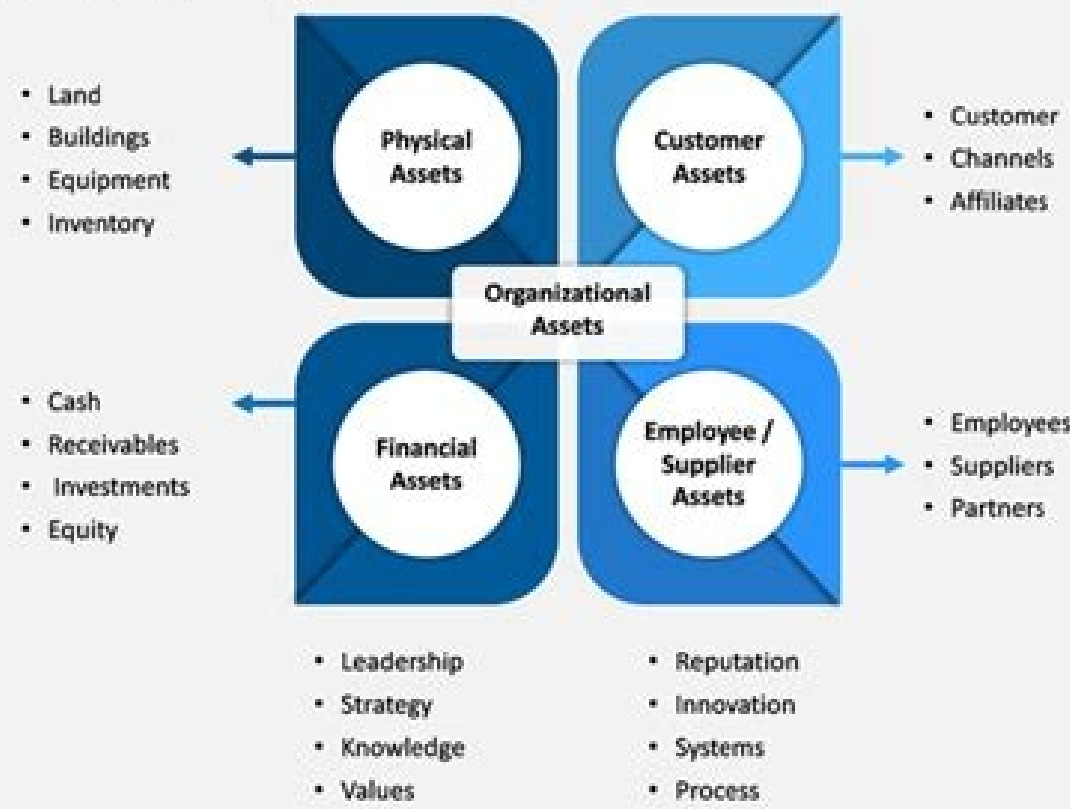 • Land
• Buildings
• Equipment
• Inventory
Physical
Assets
Customer
Assets
• Customer
• Channels
• Affiliates
Organizational
Assets
• Cash
• Receivables
• Investments
• Equity
Financial
Assets
Employee /
Supplier
Assets
• Employees
• Suppliers
• Partners
• Leadership
• Strategy
• Knowledge
• Values
• Reputation
• Innovation
• Systems
• Process